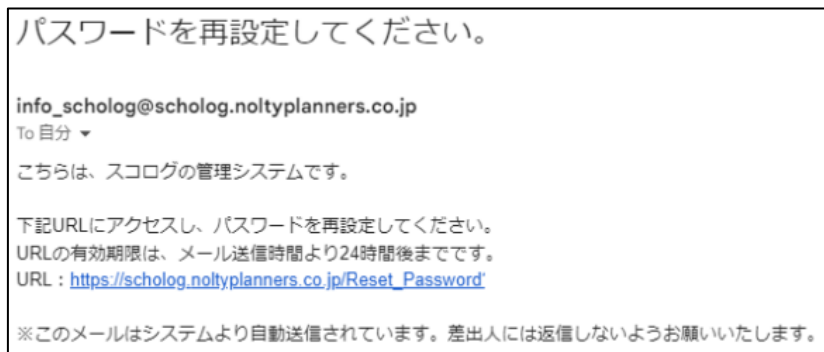 パスワードを再設定してください。
info_scholog@scholog.noltyplanners.co.jp
To 自分 ▼
こちらは、スコログの管理システムです。
下記URLにアクセスし、パスワードを再設定してください。
URLの有効期限は、メール送信時間より24時間後までです。
URL：https://scholog.noltyplanners.co.jp/Reset_Password'
※このメールはシステムより自動送信されています。差出人には返信しないようお願いいたします。